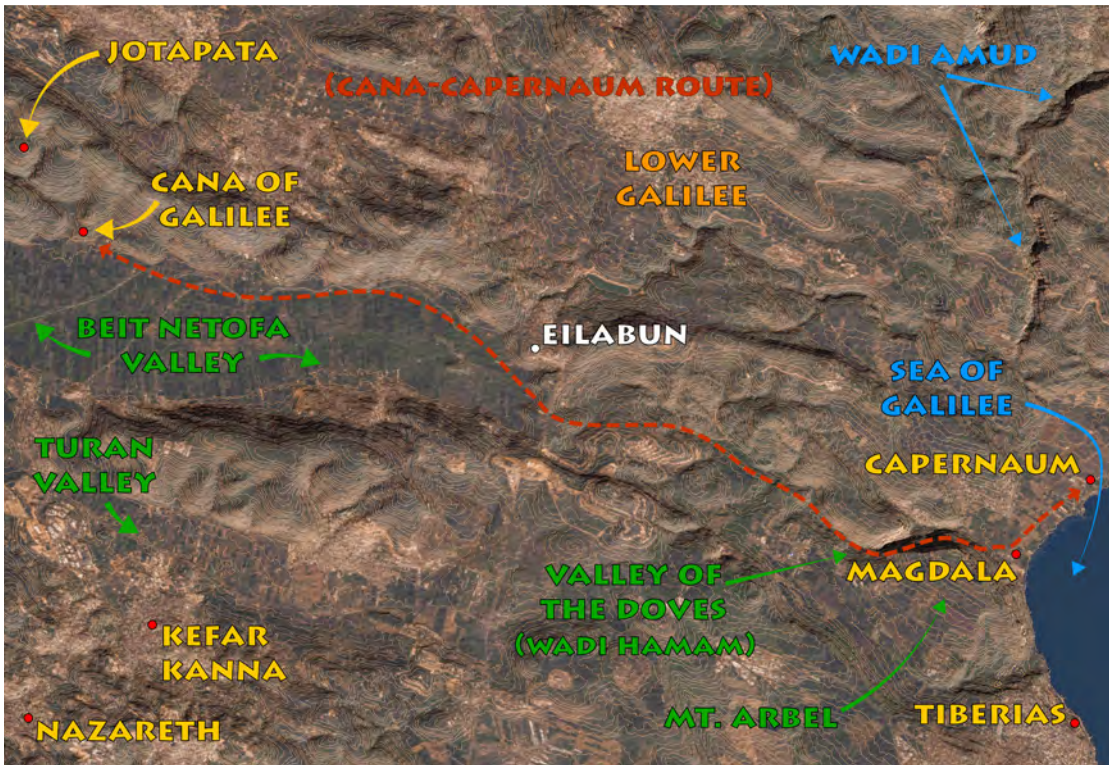 JOTAPATA
(CANA-CAPERNAUM ROUTE)
WADI AMUD
LOWER
GALILEE
CANA OF
GALILEE
BEIT NETOFA
VALLEY
EILABUN
SEA OF
GALILEE
TURAN
VALLEY
CAPERNAUM
VALLEY OF
THE DOVES
(WADI HAMAM)
MAGDALA
KEFAR
KANNA
MT. ARBEL
TIBERIAS
NAZARETH